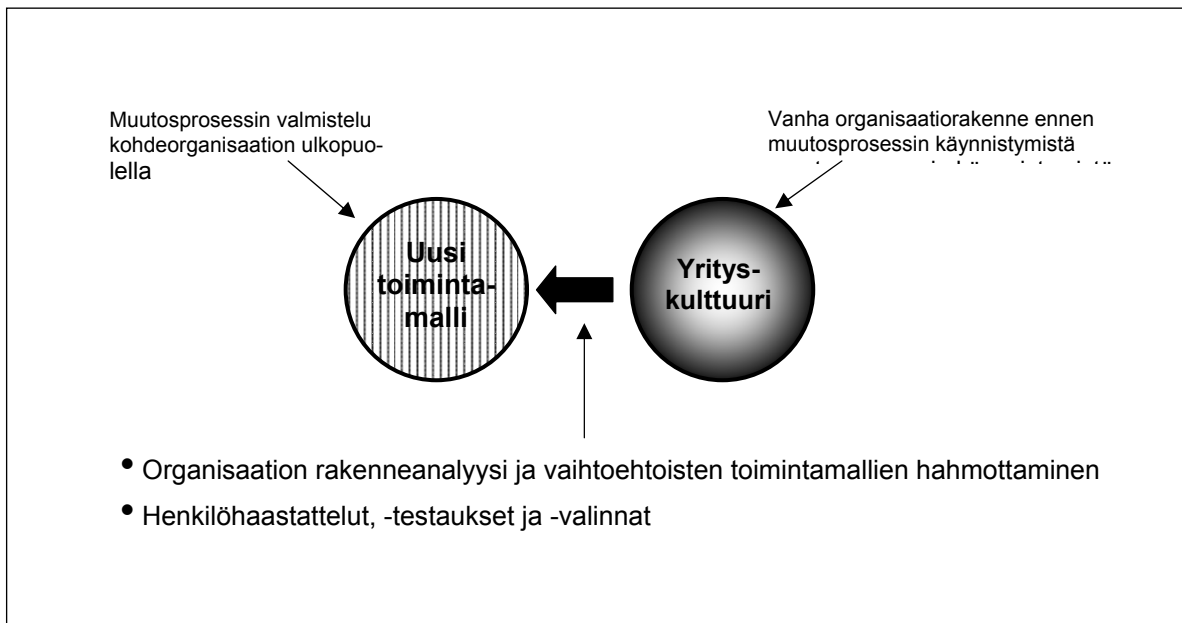 Muutosprosessin valmistelu
kohdeorganisaation ulkopuo-
lella
Vanha organisaatiorakenne ennen
muutosprosessin käynnistymistä
Uusi
toiminta-
malli
Yritys-
kulttuuri
• Organisaation rakenneanalyysi ja vaihtoehtoisten toimintamallien hahmottaminen
• Henkilöhaastattelut, -testaukset ja -valinnat